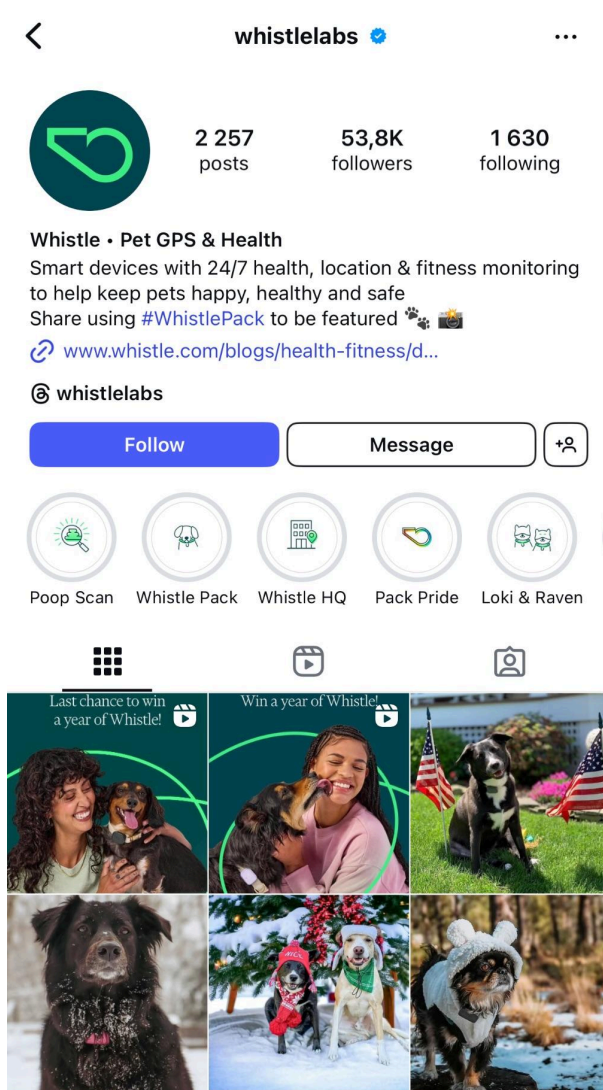 whistlelabs
2 257
posts
53,8K
followers
1 630
following
Whistle • Pet GPS & Health
Smart devices with 24/7 health, location & fitness monitoring
to help keep pets happy, healthy and safe
Share using #WhistlePack to be featured 🐾 📸
www.whistle.com/blogs/health-fitness/d...
whistlelabs
Follow
Message
Poop Scan
Whistle Pack
Whistle HQ
Pack Pride
Loki & Raven
Last chance to win
a year of Whistle!
Win a year of Whistle!